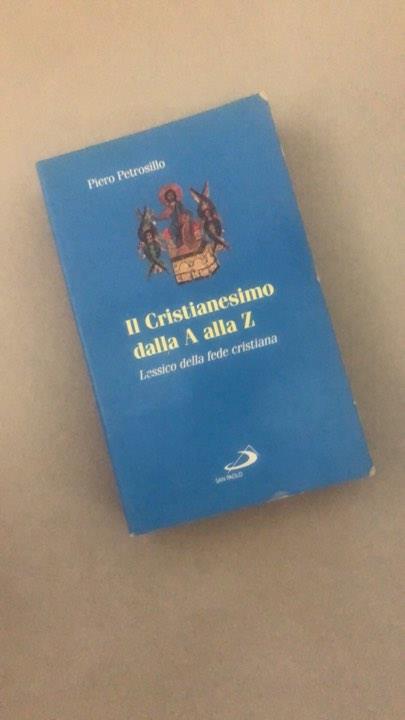 Piero Petrosillo
Il Cristianesimo
dalla A alla Z
Lessico della fede cristiana
SAN PAOLO